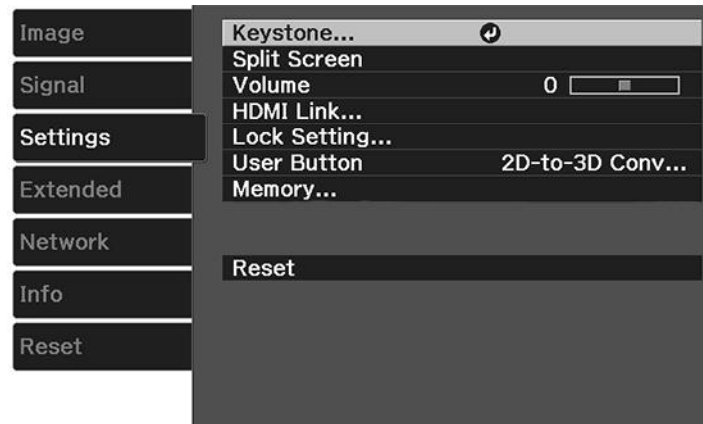 Image
Signal
Settings
Extended
Network
Info
Reset
Keystone...
Split Screen
Volume 0
HDMI Link...
Lock Setting...
User Button 2D-to-3D Conv...
Memory...
Reset